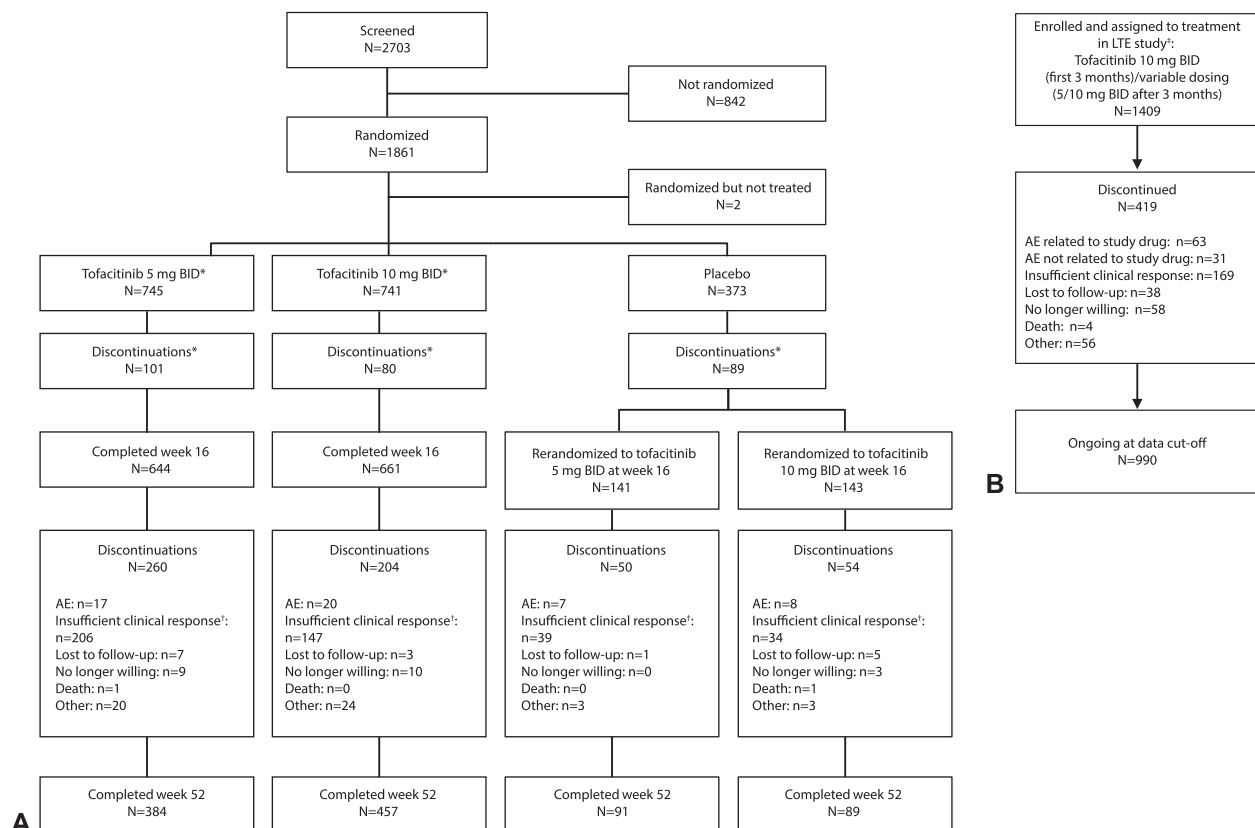 Screened
N=2703
Not randomized
N=842
Randomized
N=1861
Randomized but not treated
N=2
Tofacitinib 5 mg BID*
N=745
Tofacitinib 10 mg BID*
N=741
Placebo
N=373
Discontinuations*
N=101
Discontinuations*
N=80
Discontinuations*
N=89
Completed week 16
N=644
Completed week 16
N=661
Rerandomized to tofacitinib
5 mg BID at week 16
N=141
Rerandomized to tofacitinib
10 mg BID at week 16
N=143
Discontinuations
N=260
AE: n=17
Insufficient clinical response†:
n=206
Lost to follow-up: n=7
No longer willing: n=9
Death: n=1
Other: n=20
Discontinuations
N=204
AE: n=20
Insufficient clinical response†:
n=147
Lost to follow-up: n=3
No longer willing: n=10
Death: n=0
Other: n=24
Discontinuations
N=50
AE: n=7
Insufficient clinical response†:
n=39
Lost to follow-up: n=1
No longer willing: n=0
Death: n=0
Other: n=3
Discontinuations
N=54
AE: n=8
Insufficient clinical response†:
n=34
Lost to follow-up: n=5
No longer willing: n=3
Death: n=1
Other: n=3
Completed week 52
N=384
Completed week 52
N=457
Completed week 52
N=91
Completed week 52
N=89
A
Enrolled and assigned to treatment
in LTE study‡:
Tofacitinib 10 mg BID
(first 3 months)/variable dosing
(5/10 mg BID after 3 months)
N=1409
Discontinued
N=419
AE related to study drug: n=63
AE not related to study drug: n=31
Insufficient clinical response: n=169
Lost to follow-up: n=38
No longer willing: n=58
Death: n=4
Other: n=56
Ongoing at data cut-off
N=990
B